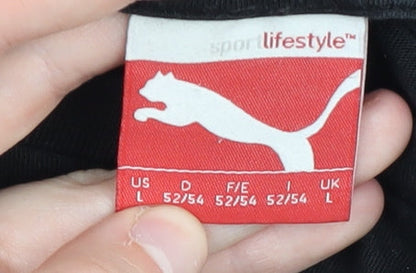 sportlifestyle™
US D F/E I UK
L 52/54 52/54 52/54 L